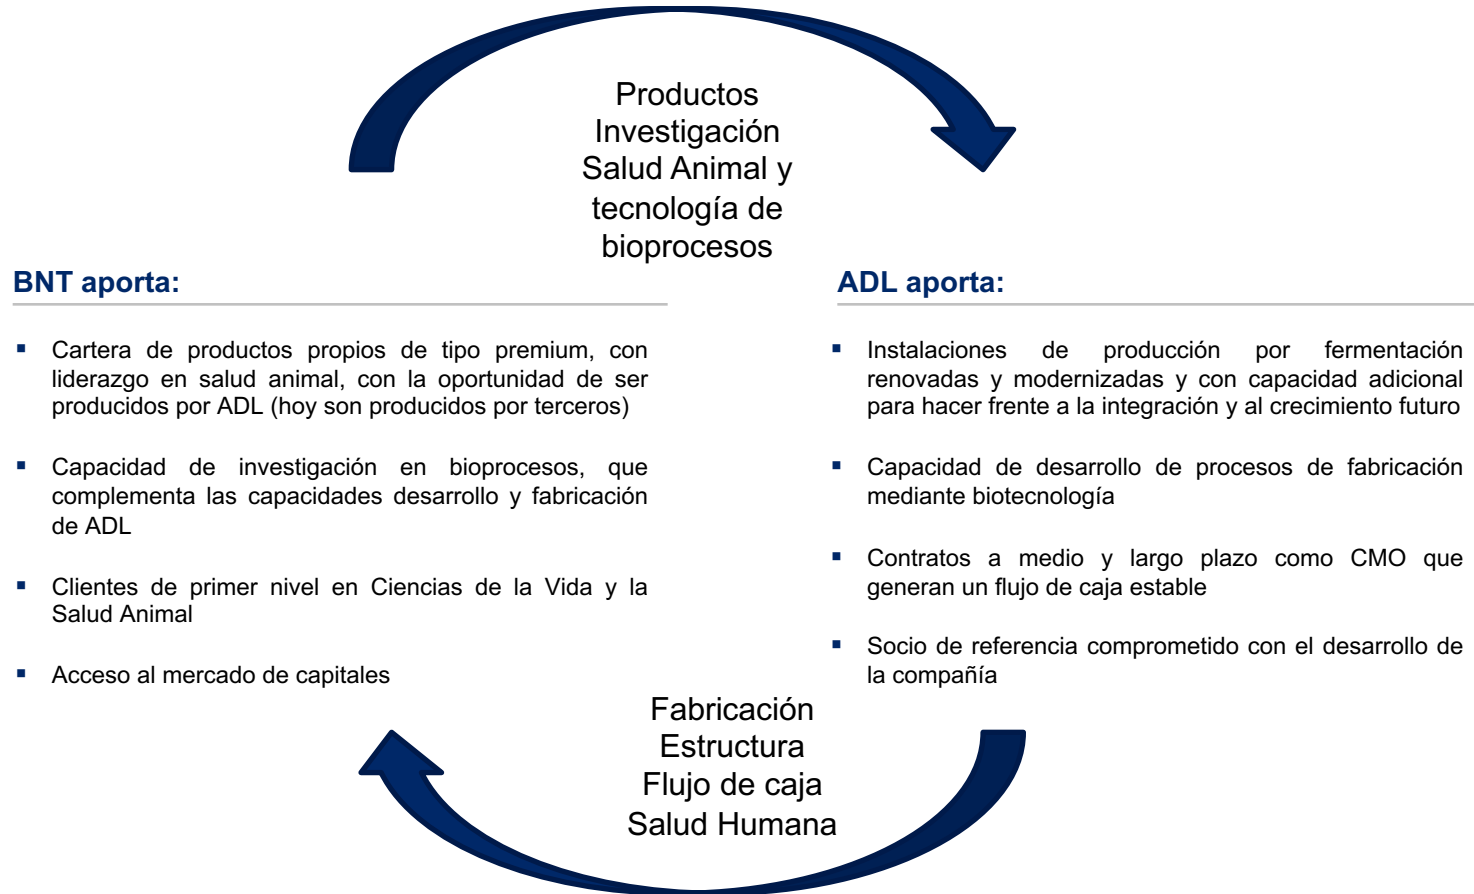 Productos
Investigación
Salud Animal y
tecnología de
bioprocesos
BNT aporta:
▪ Cartera de productos propios de tipo premium, con
liderazgo en salud animal, con la oportunidad de ser
producidos por ADL (hoy son producidos por terceros)
▪ Capacidad de investigación en bioprocesos, que
complementa las capacidades desarrollo y fabricación
de ADL
▪ Clientes de primer nivel en Ciencias de la Vida y la
Salud Animal
▪ Acceso al mercado de capitales
ADL aporta:
▪ Instalaciones de producción por fermentación
renovadas y modernizadas y con capacidad adicional
para hacer frente a la integración y al crecimiento futuro
▪ Capacidad de desarrollo de procesos de fabricación
mediante biotecnología
▪ Contratos a medio y largo plazo como CMO que
generan un flujo de caja estable
▪ Socio de referencia comprometido con el desarrollo de
la compañía
Fabricación
Estructura
Flujo de caja
Salud Humana